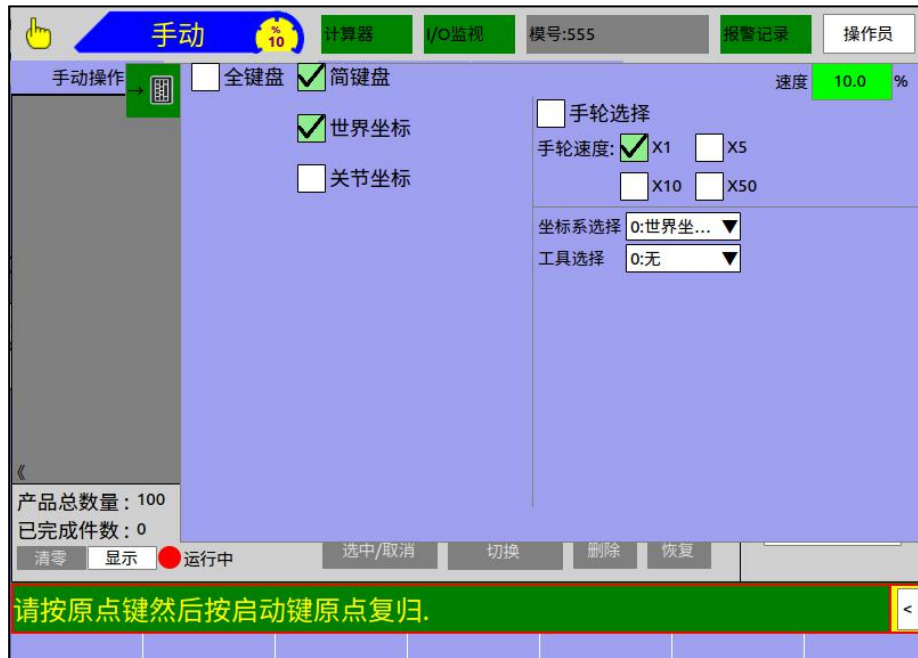 手动 % 10 计算器 I/O监视 模号:555 报警记录 操作员
手动操作 → 全键盘 简键盘 速度 10.0 %
世界坐标 手轮选择
手轮速度: X1 X5
关节坐标 X10 X50
坐标系选择 0:世界坐... ▼
工具选择 0:无 ▼
《
产品总数量: 100
已完成件数: 0
清零 显示 运行中 选中/取消 切换 删除 恢复
请按原点键然后按启动键原点复归.
<